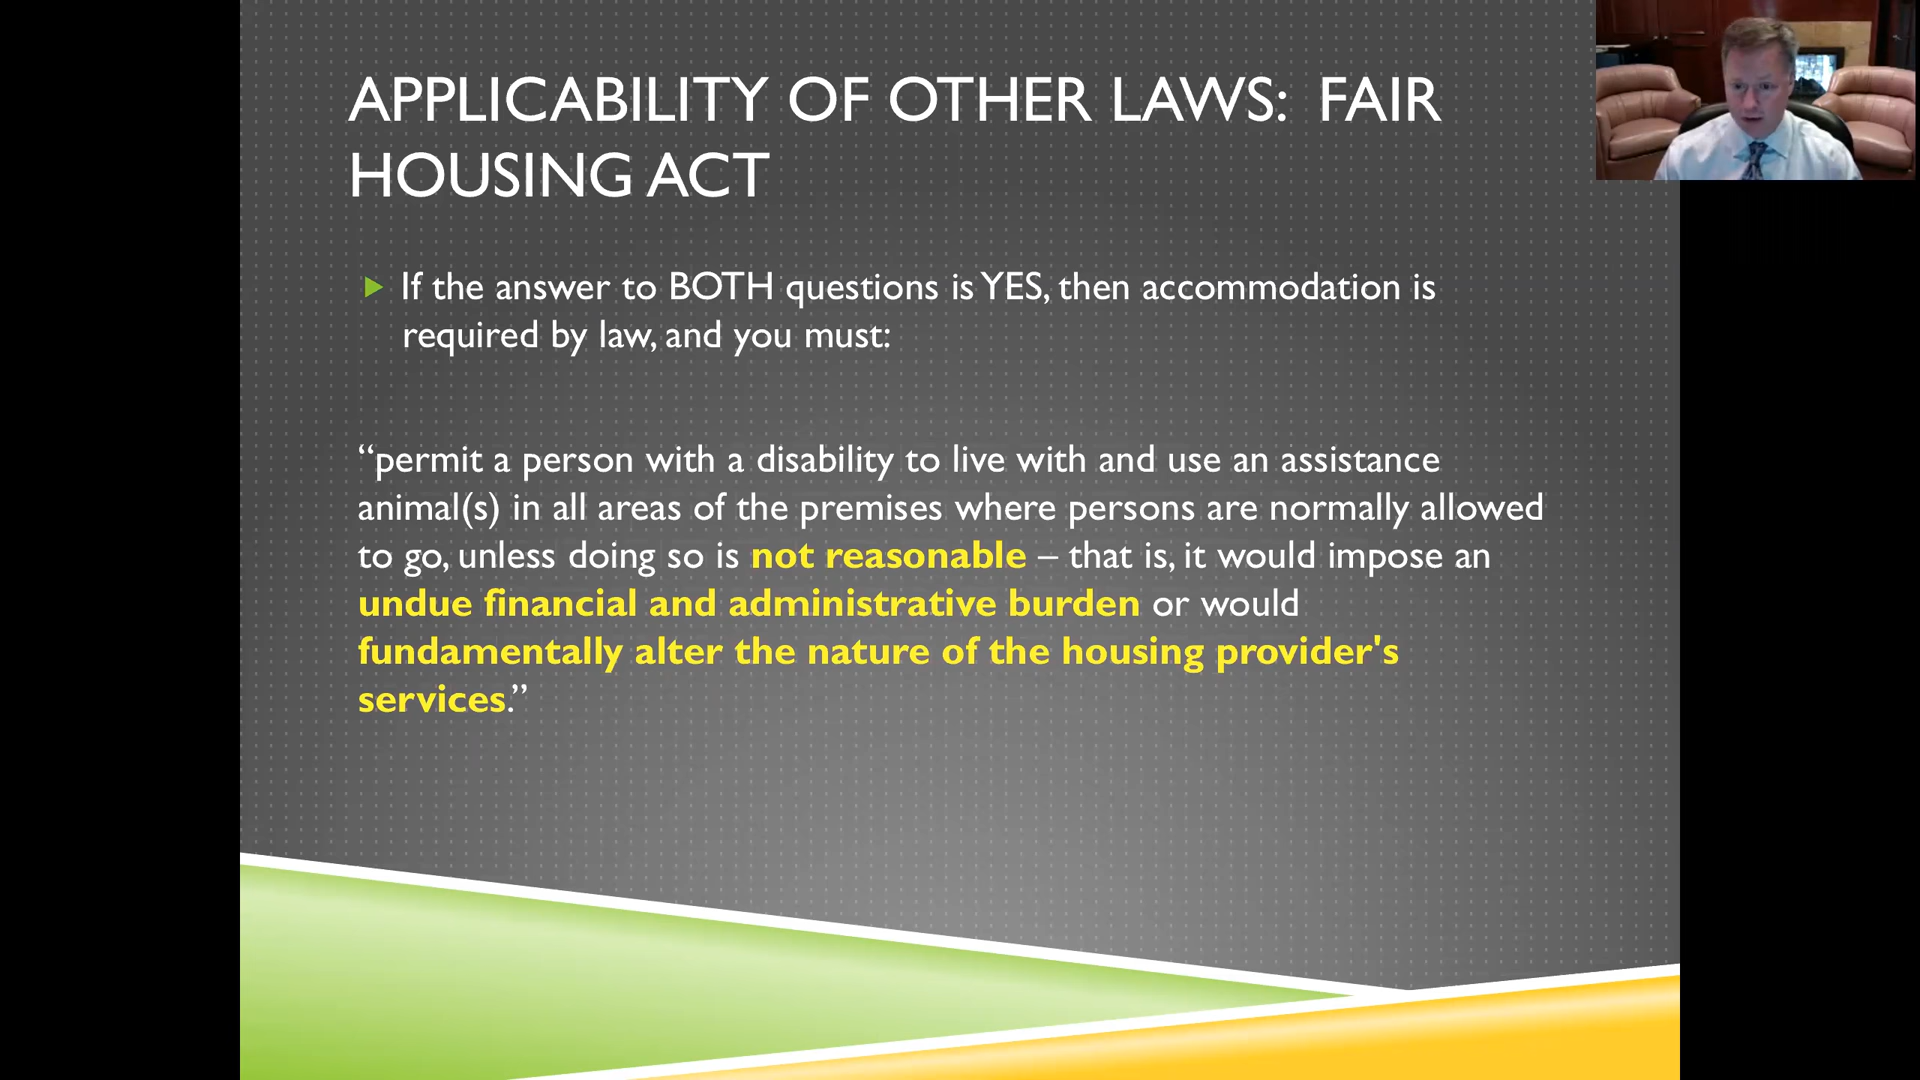 APPLICABILITY OF OTHER LAWS: FAIR
HOUSING ACT
If the answer to BOTH questions is YES, then accommodation is
required by law, and you must:
“permit a person with a disability to live with and use an assistance
animal(s) in all areas of the premises where persons are normally allowed
to go, unless doing so is not reasonable – that is, it would impose an
undue financial and administrative burden or would
fundamentally alter the nature of the housing provider's
services.”